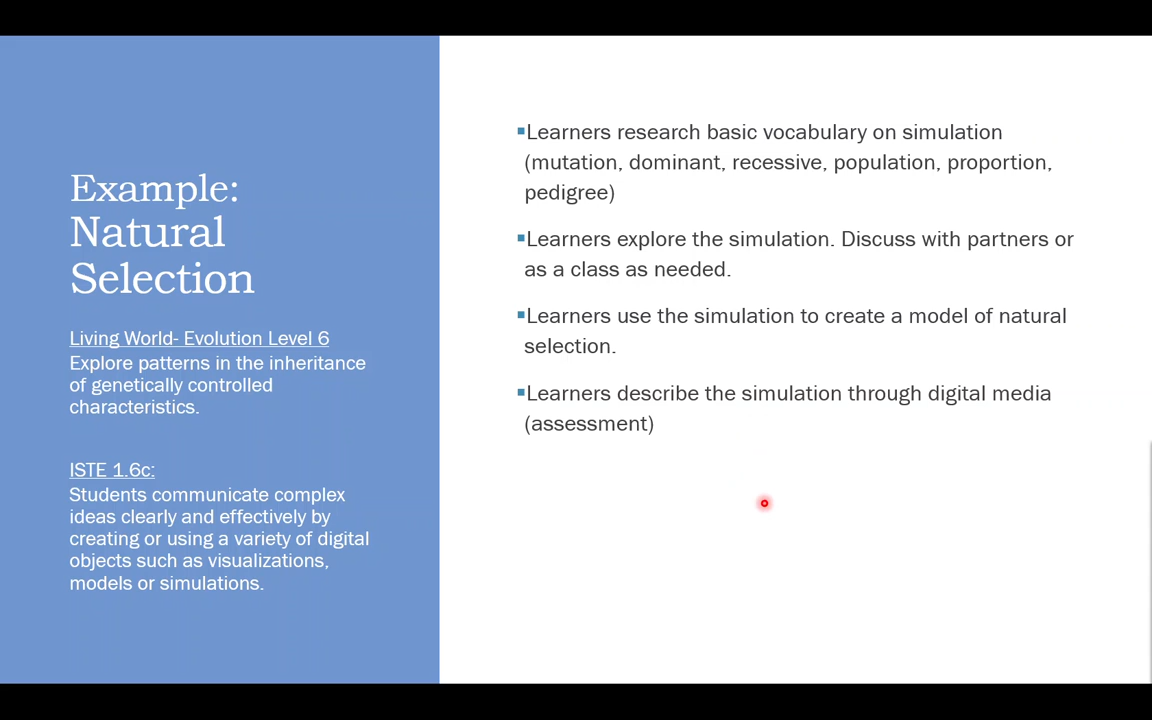 Example:
Natural
Selection
Living World- Evolution Level 6
Explore patterns in the inheritance
of genetically controlled
characteristics.
ISTE 1.6c:
Students communicate complex
ideas clearly and effectively by
creating or using a variety of digital
objects such as visualizations,
models or simulations.
▪Learners research basic vocabulary on simulation
(mutation, dominant, recessive, population, proportion,
pedigree)
▪Learners explore the simulation. Discuss with partners or
as a class as needed.
▪Learners use the simulation to create a model of natural
selection.
▪Learners describe the simulation through digital media
(assessment)